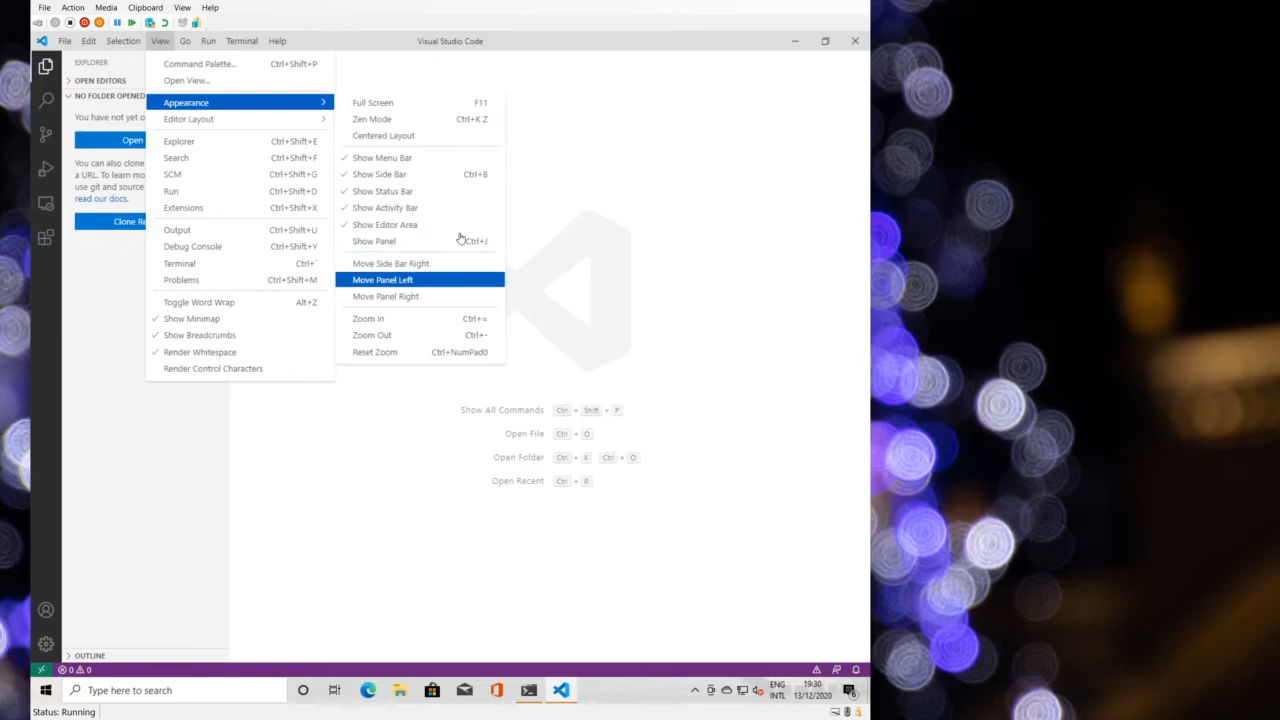 File Action Media Clipboard View Help
File Edit Selection View Go Run Terminal Help Visual Studio Code
EXPLORER
OPEN EDITORS
NO FOLDER OPENED
You have not yet o
Open
You can also clone
a URL. To learn mo
use git and source
read our docs.
Clone Re
OUTLINE
Command Palette... Ctrl+Shift+P
Open View...
Appearance
Editor Layout
Explorer Ctrl+Shift+E
Search Ctrl+Shift+F
SCM Ctrl+Shift+G
Run Ctrl+Shift+D
Extensions Ctrl+Shift+X
Output Ctrl+Shift+U
Debug Console Ctrl+Shift+Y
Terminal Ctrl+`
Problems Ctrl+Shift+M
Toggle Word Wrap Alt+Z
Show Minimap
Show Breadcrumbs
Render Whitespace
Render Control Characters
Full Screen F11
Zen Mode Ctrl+K Z
Centered Layout
Show Menu Bar
Show Side Bar Ctrl+B
Show Status Bar
Show Activity Bar
Show Editor Area
Show Panel Ctrl+J
Move Side Bar Right
Move Panel Left
Move Panel Right
Zoom In Ctrl+=
Zoom Out Ctrl+-
Reset Zoom Ctrl+NumPad0
Show All Commands Ctrl + Shift + P
Open File Ctrl + O
Open Folder Ctrl + K Ctrl + O
Open Recent Ctrl + R
0 0
Type here to search
ENG
INTL
19:30
13/12/2020
6
Status: Running